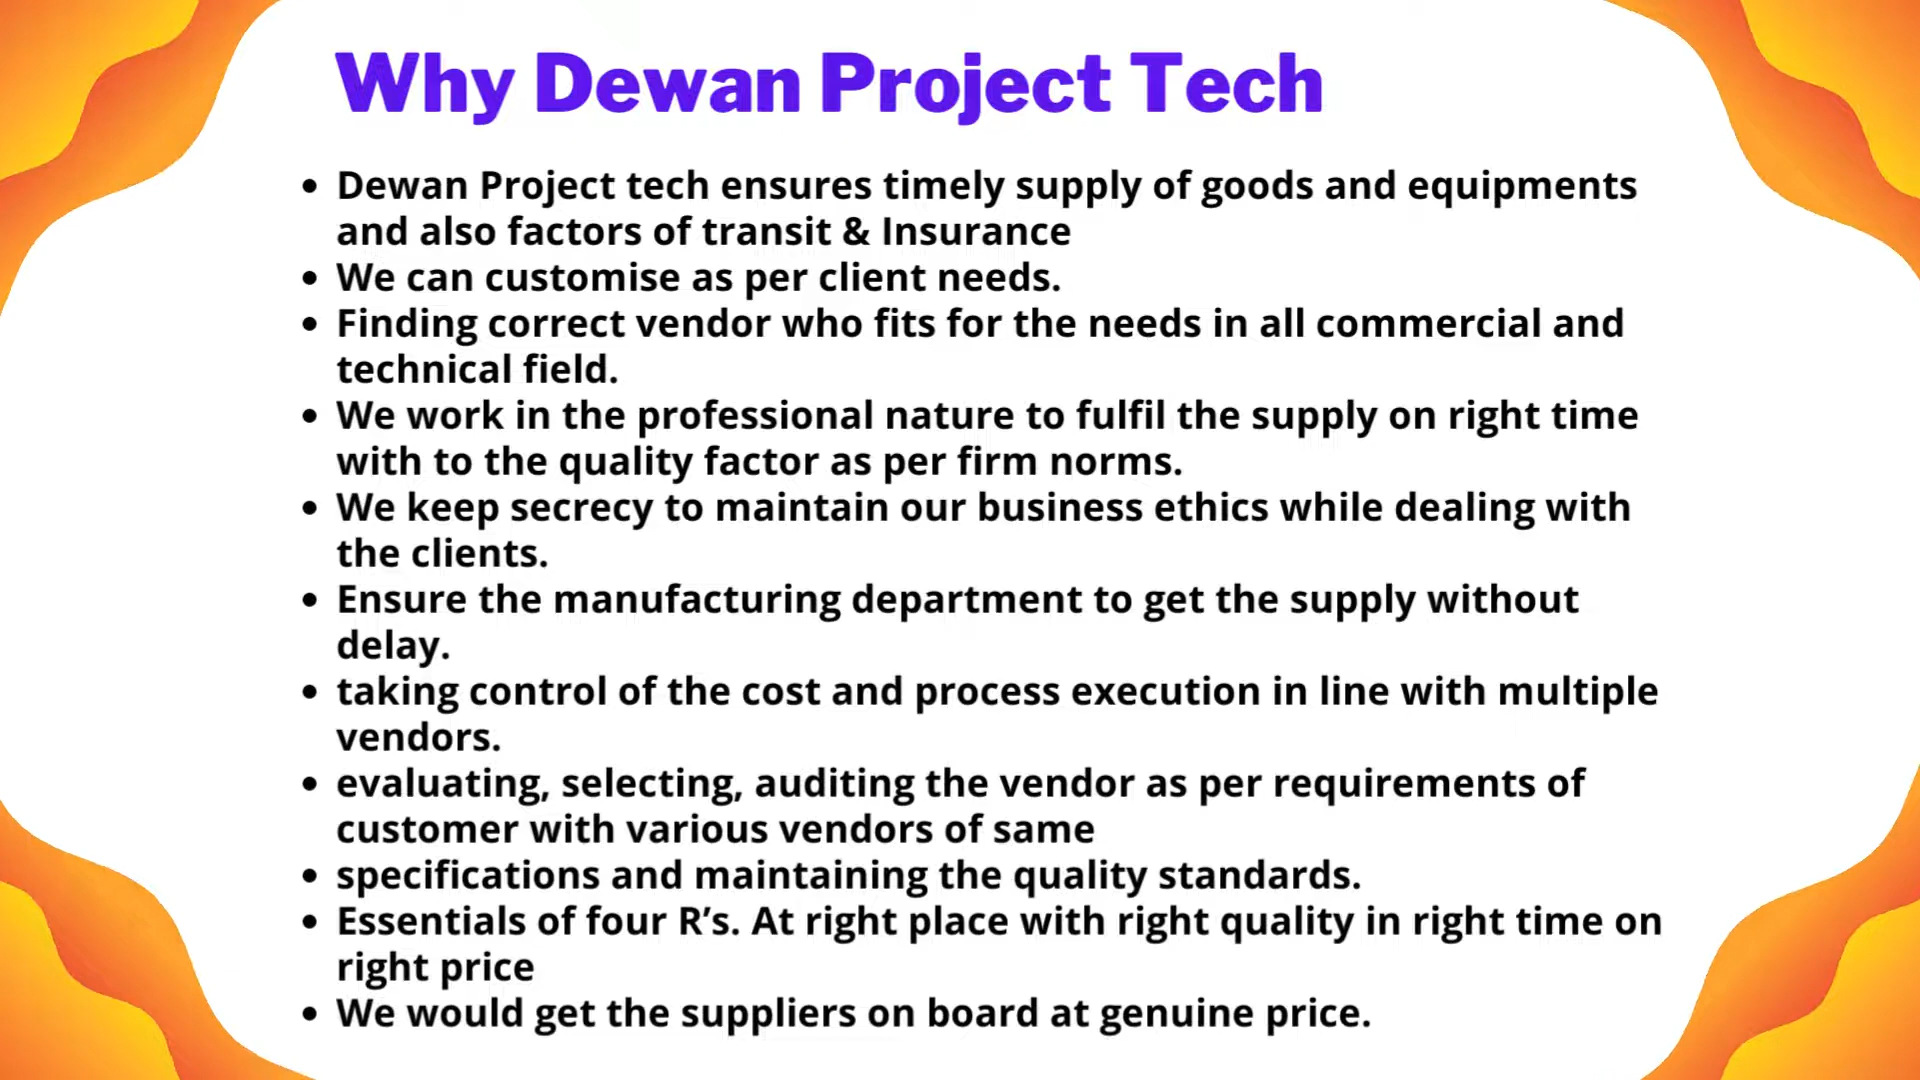 Why Dewan Project Tech
• Dewan Project tech ensures timely supply of goods and equipments
and also factors of transit & Insurance
• We can customise as per client needs.
• Finding correct vendor who fits for the needs in all commercial and
technical field.
• We work in the professional nature to fulfil the supply on right time
with to the quality factor as per firm norms.
• We keep secrecy to maintain our business ethics while dealing with
the clients.
• Ensure the manufacturing department to get the supply without
delay.
• taking control of the cost and process execution in line with multiple
vendors.
• evaluating, selecting, auditing the vendor as per requirements of
customer with various vendors of same
• specifications and maintaining the quality standards.
• Essentials of four R’s. At right place with right quality in right time on
right price
• We would get the suppliers on board at genuine price.